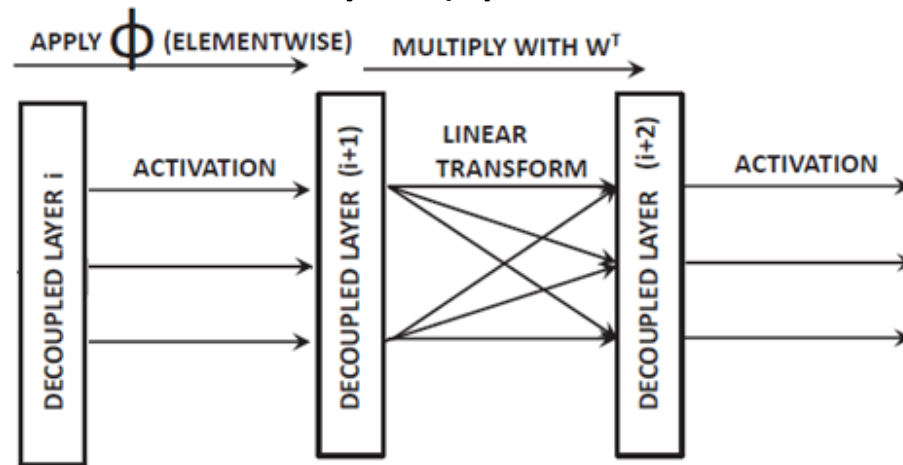 APPLY ϕ (ELEMENTWISE)
MULTIPLY WITH Wᵀ
DECOUPLED LAYER i
ACTIVATION
DECOUPLED LAYER (i+1)
LINEAR
TRANSFORM
DECOUPLED LAYER (i+2)
ACTIVATION